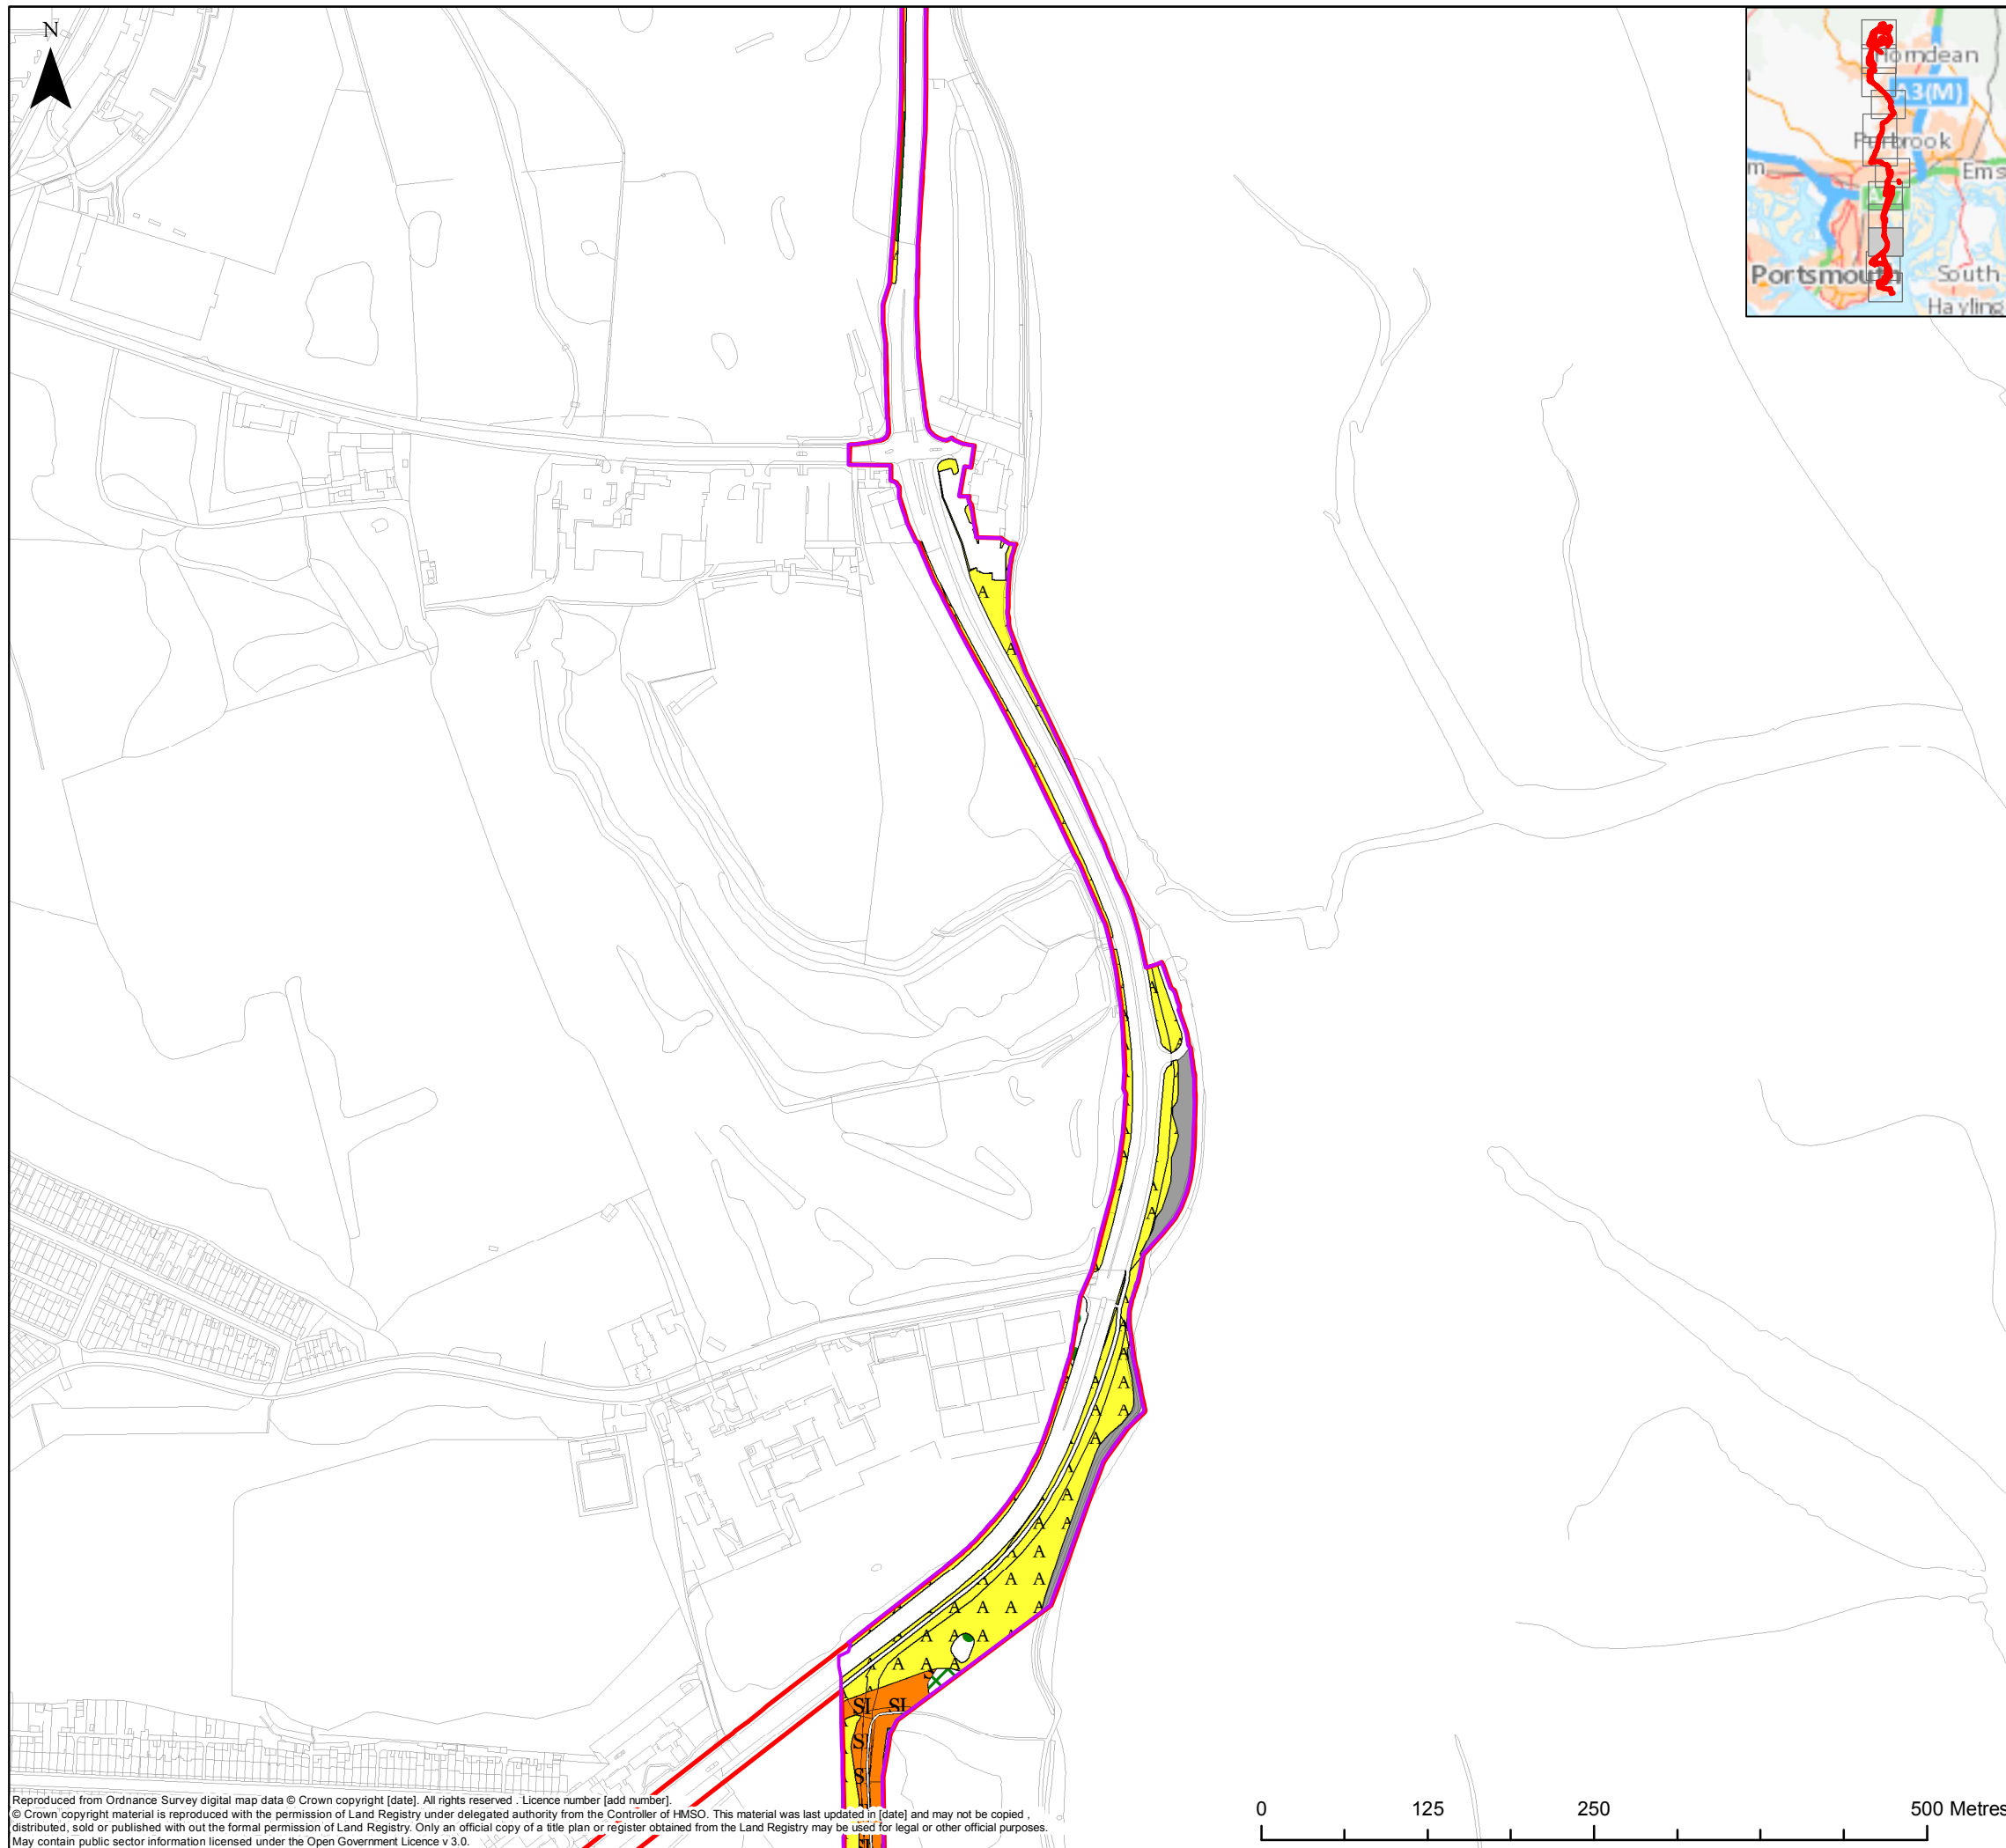 N
Horndean
A3(M)
Purbrook
m
Ems
Portsmouth
South
Hayling
A
A
A
A
A
A
A
A
A
A
A
A
A
A A
A
A A
A
A
A A
A A
A A A
A A A A
A A A
A A A
SI SI
SI
SI
Reproduced from Ordnance Survey digital map data © Crown copyright [date]. All rights reserved . Licence number [add number].
© Crown copyright material is reproduced with the permission of Land Registry under delegated authority from the Controller of HMSO. This material was last updated in [date] and may not be copied ,
distributed, sold or published with out the formal permission of Land Registry. Only an official copy of a title plan or register obtained from the Land Registry may be used for legal or other official purposes.
May contain public sector information licensed under the Open Government Licence v 3.0.
0 125 250 500 Metres